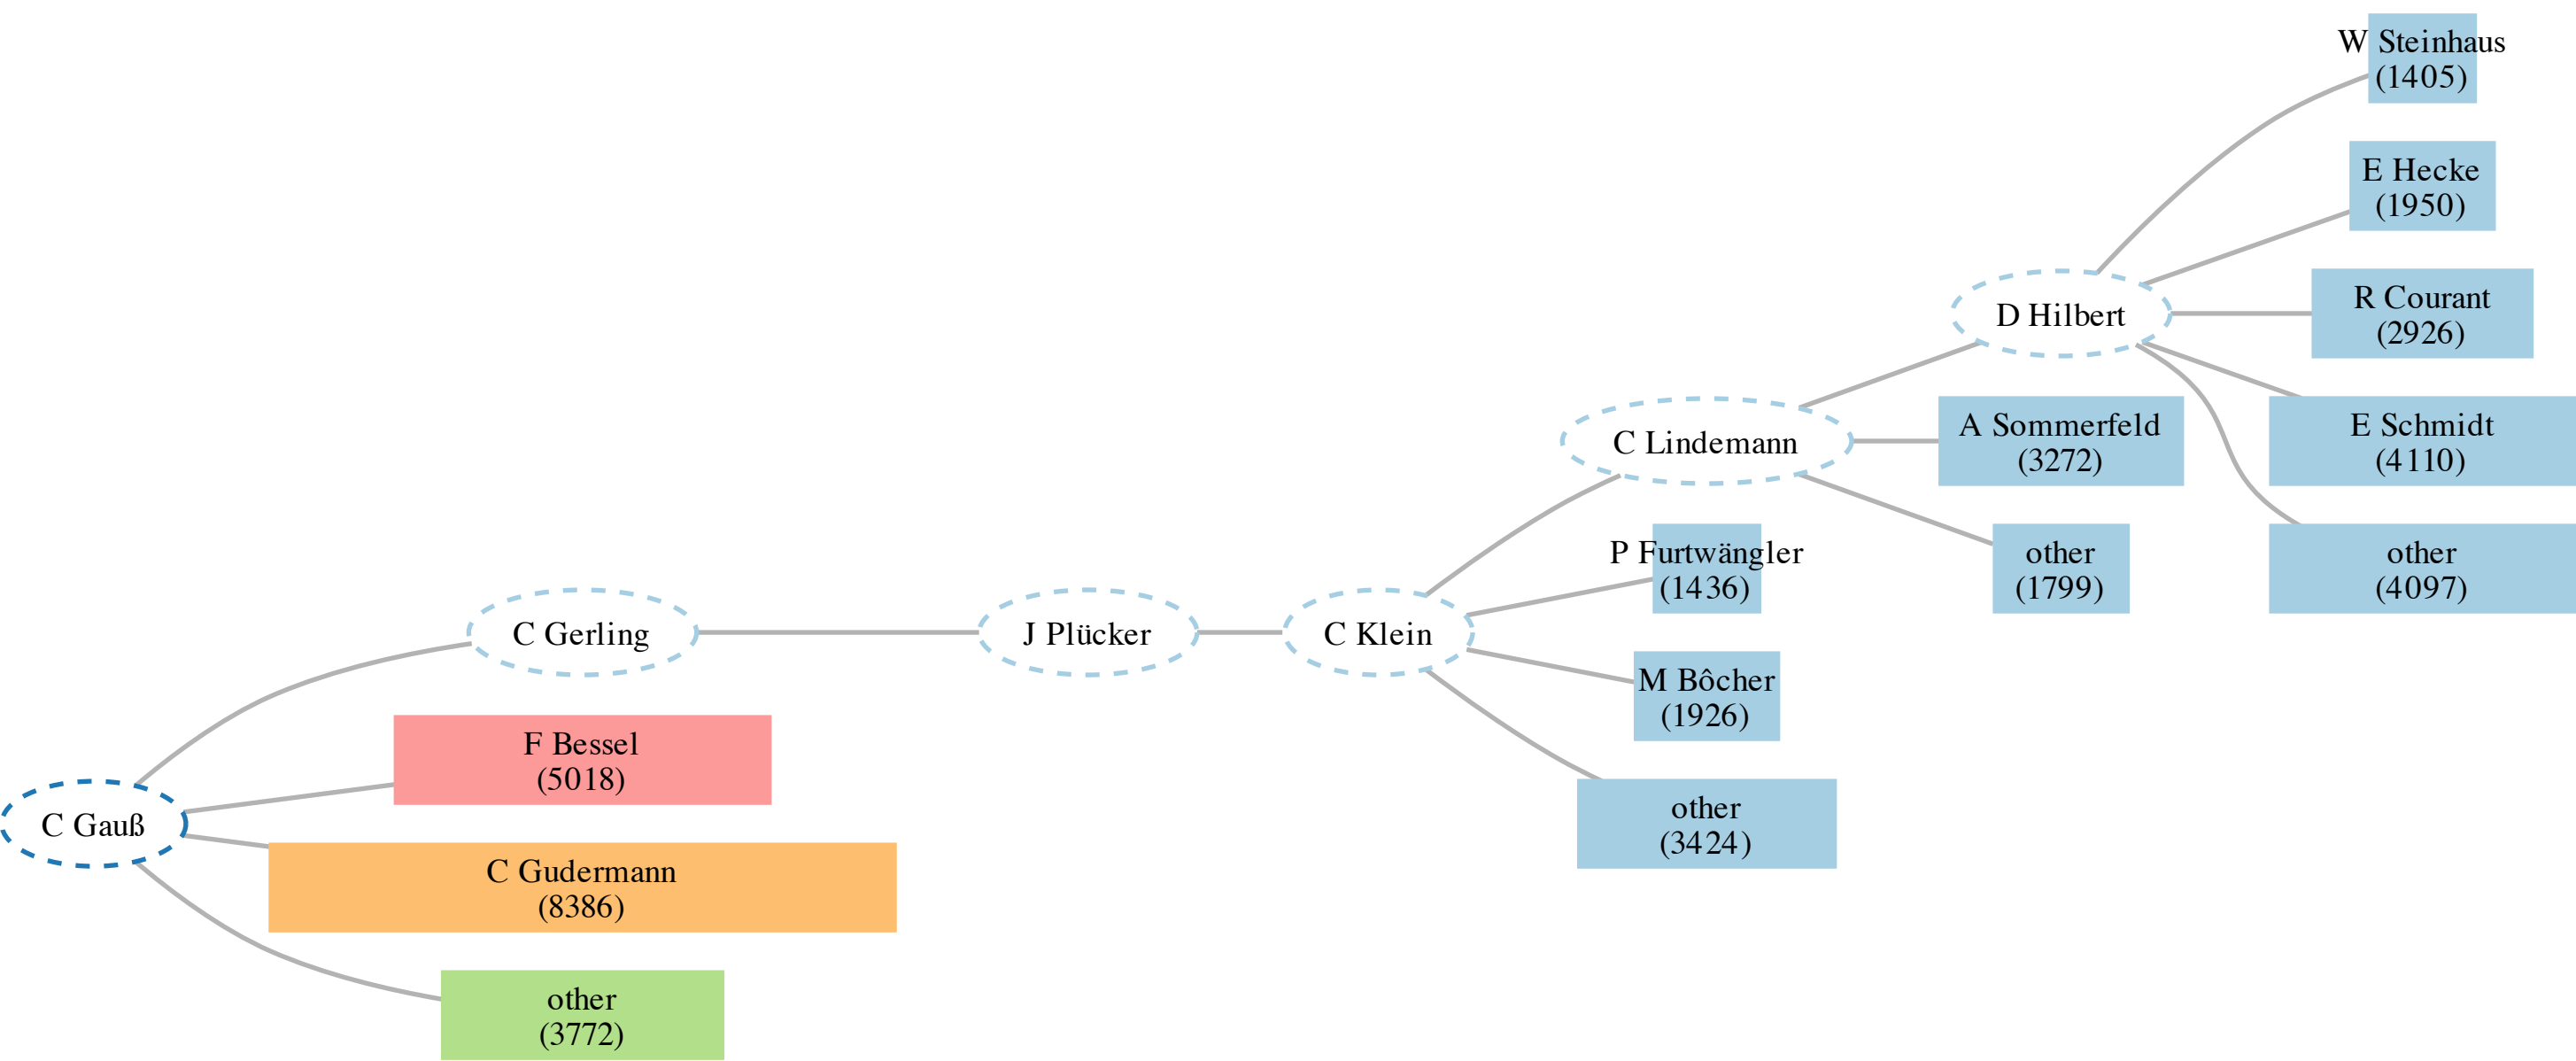 W Steinhaus
(1405)
E Hecke
(1950)
R Courant
(2926)
D Hilbert
E Schmidt
(4110)
A Sommerfeld
(3272)
C Lindemann
other
(4097)
other
(1799)
P Furtwängler
(1436)
C Gerling
J Plücker
C Klein
M Bôcher
(1926)
F Bessel
(5018)
other
(3424)
C Gauß
C Gudermann
(8386)
other
(3772)